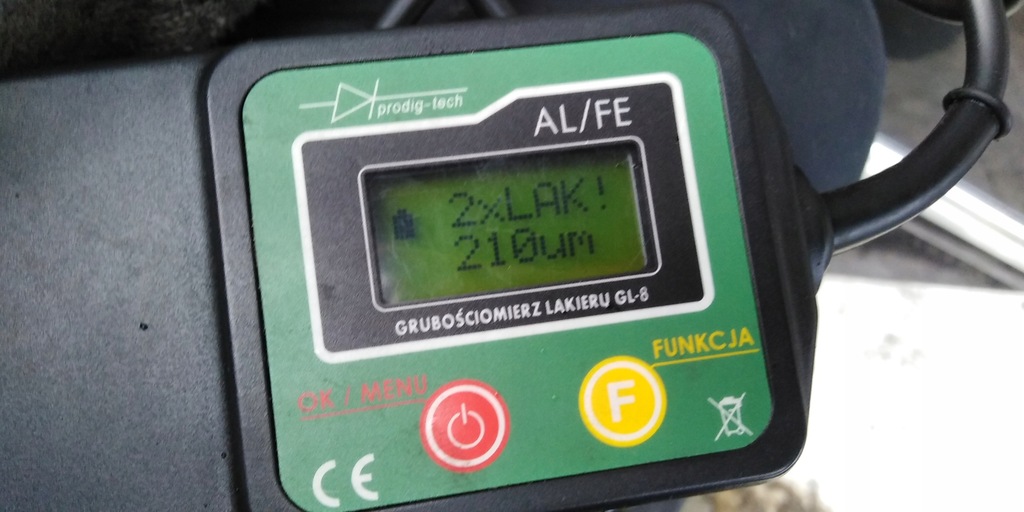 prodig-tech
AL/FE
2xLAK!
210um
GRUBOŚCIOMIERZ LAKIERU GL-8
FUNKCJA
OK / MENU
F
CE